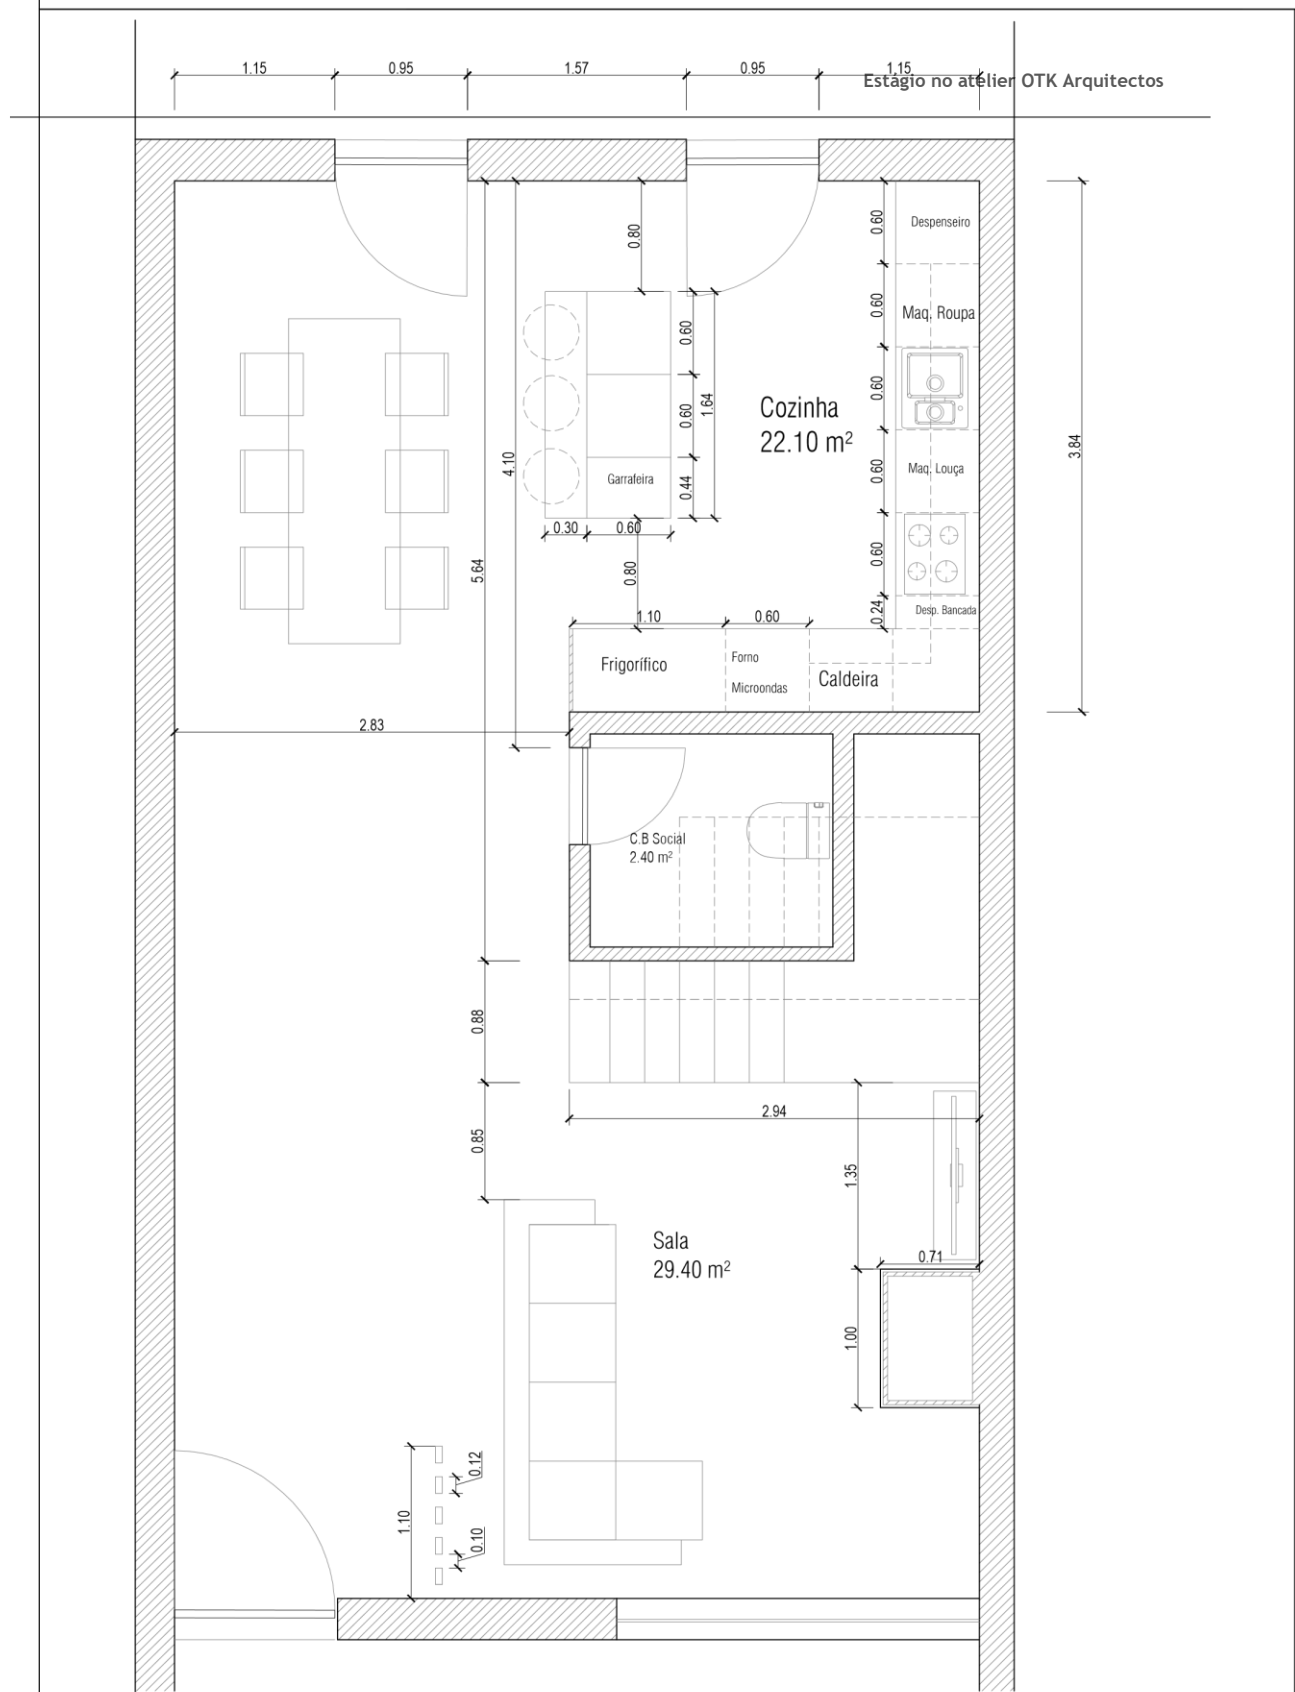 1.15
0.95
1.57
0.95
1.15
Estágio no atelier OTK Arquitectos
0.80
0.60
Despenseiro
0.60
Maq. Roupa
0.60
0.60
0.60
1.64
Cozinha
22.10 m²
3.84
4.10
0.60
Maq. Louça
Garrafeira
0.44
0.30
0.60
0.60
5.64
0.80
0.24
Desp. Bancada
1.10
0.60
Frigorífico
Forno
Microondas
Caldeira
2.83
C.B Social
2.40 m²
0.88
2.94
0.85
1.35
Sala
29.40 m²
0.71
1.00
0.12
1.10
0.10